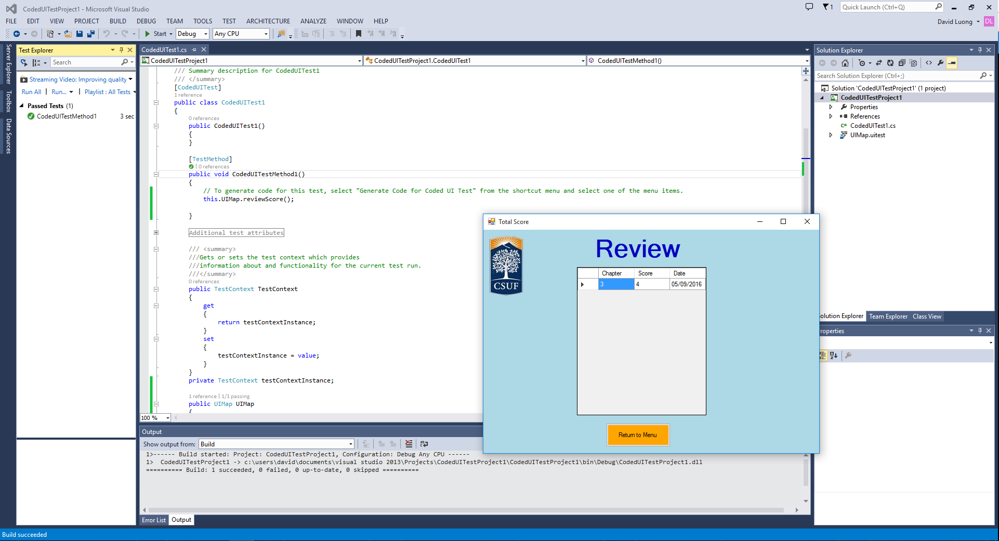 CodedUITestProject1 - Microsoft Visual Studio
1
Quick Launch (Ctrl+Q)
FILE EDIT VIEW PROJECT BUILD DEBUG TEAM TOOLS TEST ARCHITECTURE ANALYZE WINDOW HELP
David Luong DL
Start Debug Any CPU
Server Explorer
Toolbox
Data Sources
Test Explorer
Search
Streaming Video: Improving quality
Run All | Run... | Playlist : All Tests
Passed Tests (1)
CodedUITestMethod1 3 sec
CodedUITest1.cs
CodedUITestProject1 CodedUITestProject1.CodedUITest1 CodedUITestMethod1()
/// Summary description for CodedUITest1
/// </summary>
[CodedUITest]
1 reference
public class CodedUITest1
{
0 references
public CodedUITest1()
{
}
[TestMethod]
| 0 references
public void CodedUITestMethod1()
{
// To generate code for this test, select "Generate Code for Coded UI Test" from the shortcut menu and select one of the menu items.
this.UIMap.reviewScore();
}
Additional test attributes
/// <summary>
///Gets or sets the test context which provides
///information about and functionality for the current test run.
///</summary>
0 references
public TestContext TestContext
{
get
{
return testContextInstance;
}
set
{
testContextInstance = value;
}
}
private TestContext testContextInstance;
1 reference | 1/1 passing
public UIMap UIMap
{
100 %
Total Score
CSUF
Review
Chapter Score Date
3 4 05/09/2016
Return to Menu
Output
Show output from: Build
1>------ Build started: Project: CodedUITestProject1, Configuration: Debug Any CPU ------
1>  CodedUITestProject1 -> c:\users\david\documents\visual studio 2013\Projects\CodedUITestProject1\CodedUITestProject1\bin\Debug\CodedUITestProject1.dll
========== Build: 1 succeeded, 0 failed, 0 up-to-date, 0 skipped ==========
Error List Output
Solution Explorer
Search Solution Explorer (Ctrl+;)
Solution 'CodedUITestProject1' (1 project)
CodedUITestProject1
Properties
References
C# CodedUITest1.cs
UIMap.uitest
olution Explorer Team Explorer Class View
roperties
Build succeeded